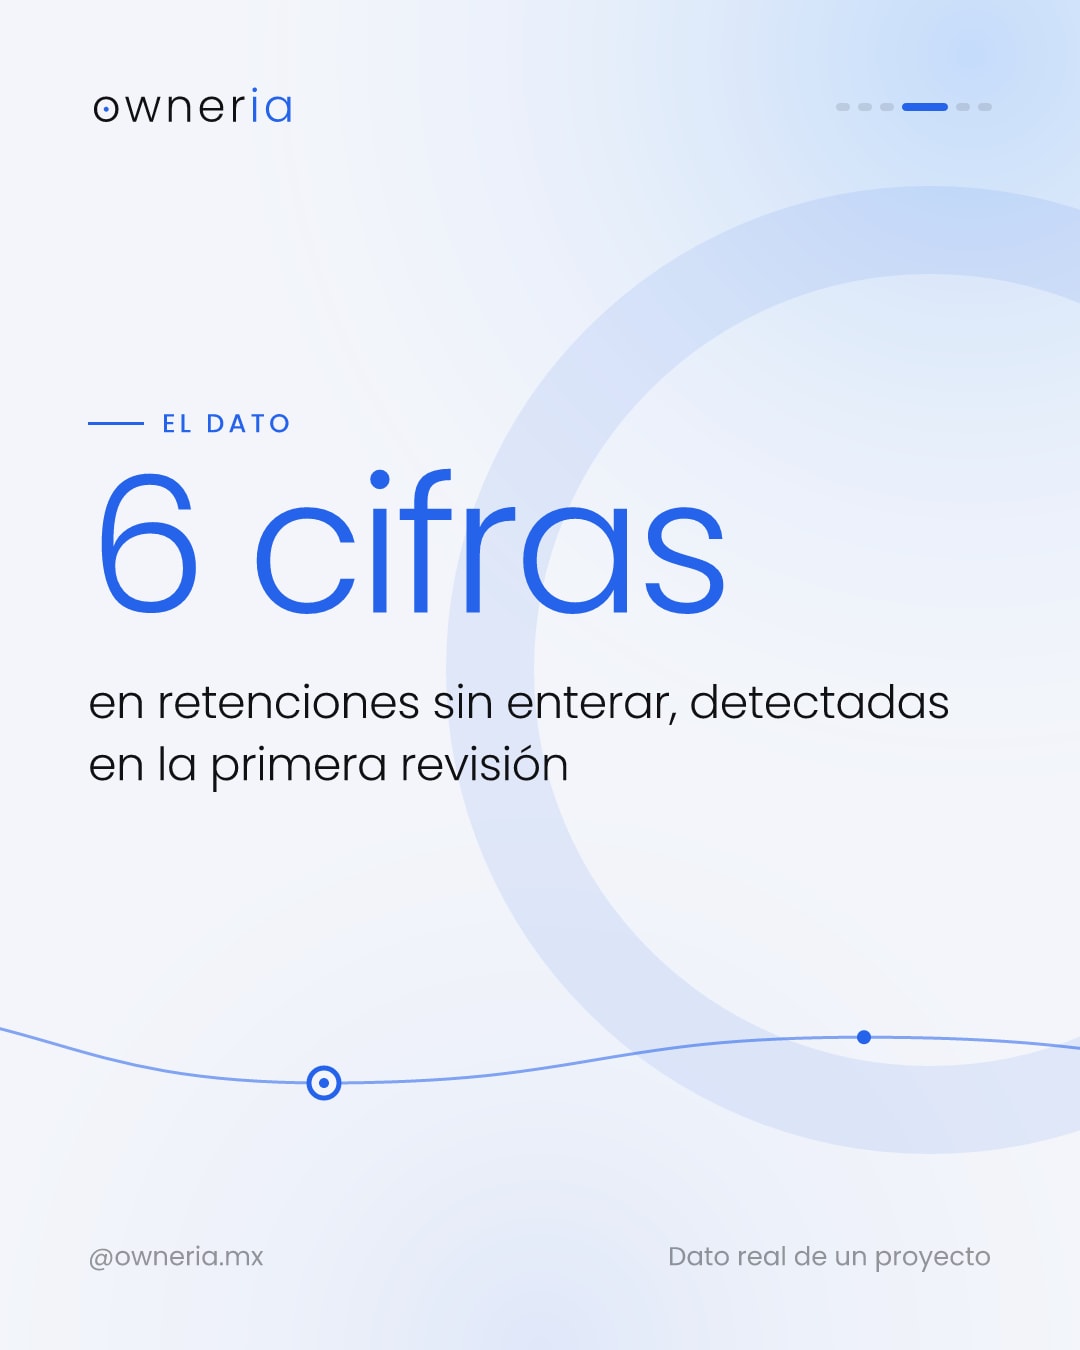 owneria
EL DATO
6 cifras
en retenciones sin enterar, detectadas
en la primera revisión
@owneria.mx
Dato real de un proyecto